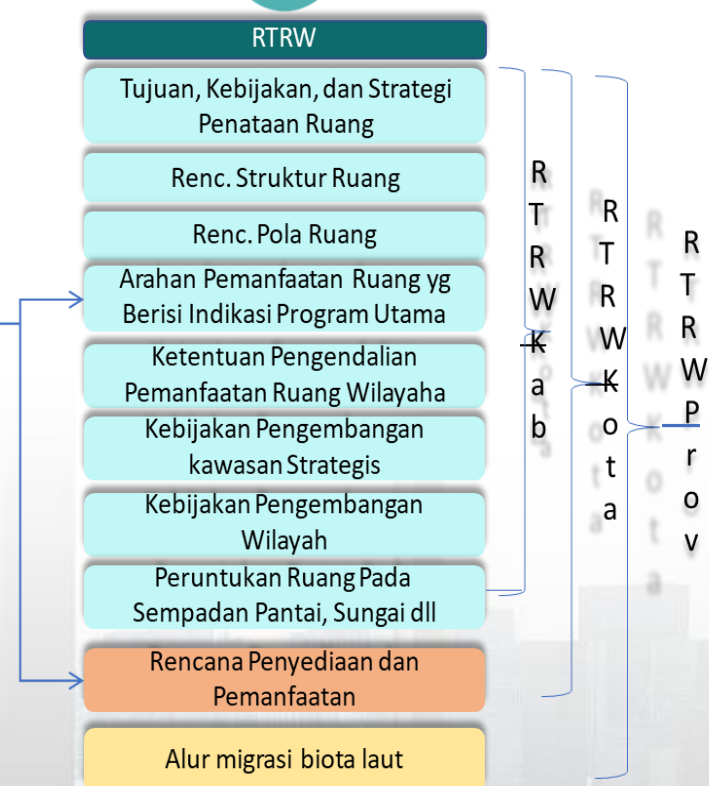 RTRW
Tujuan, Kebijakan, dan Strategi
Penataan Ruang
Renc. Struktur Ruang
Renc. Pola Ruang
Arahan Pemanfaatan Ruang yg
Berisi Indikasi Program Utama
Ketentuan Pengendalian
Pemanfaatan Ruang Wilayaha
Kebijakan Pengembangan
kawasan Strategis
Kebijakan Pengembangan
Wilayah
Peruntukan Ruang Pada
Sempadan Pantai, Sungai dll
Rencana Penyediaan dan
Pemanfaatan
Alur migrasi biota laut
RTRWKab
RTRWKota
RTRWProv